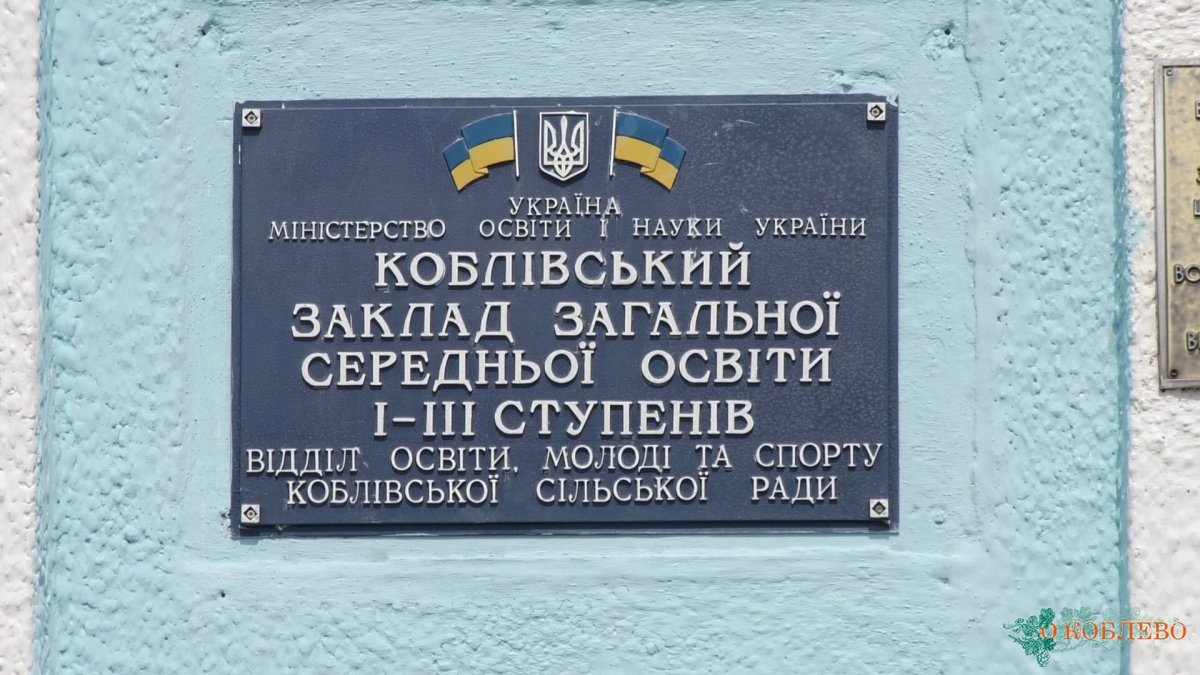 УКРАЇНА
МІНІСТЕРСТВО ОСВІТИ І НАУКИ УКРАЇНИ
КОБЛІВСЬКИЙ
ЗАКЛАД ЗАГАЛЬНОЇ
СЕРЕДНЬОЇ ОСВІТИ
І-ІІІ СТУПЕНІВ
ВІДДІЛ ОСВІТИ, МОЛОДІ ТА СПОРТУ
КОБЛІВСЬКОЇ СІЛЬСЬКОЇ РАДИ
О КОБЛЕВО